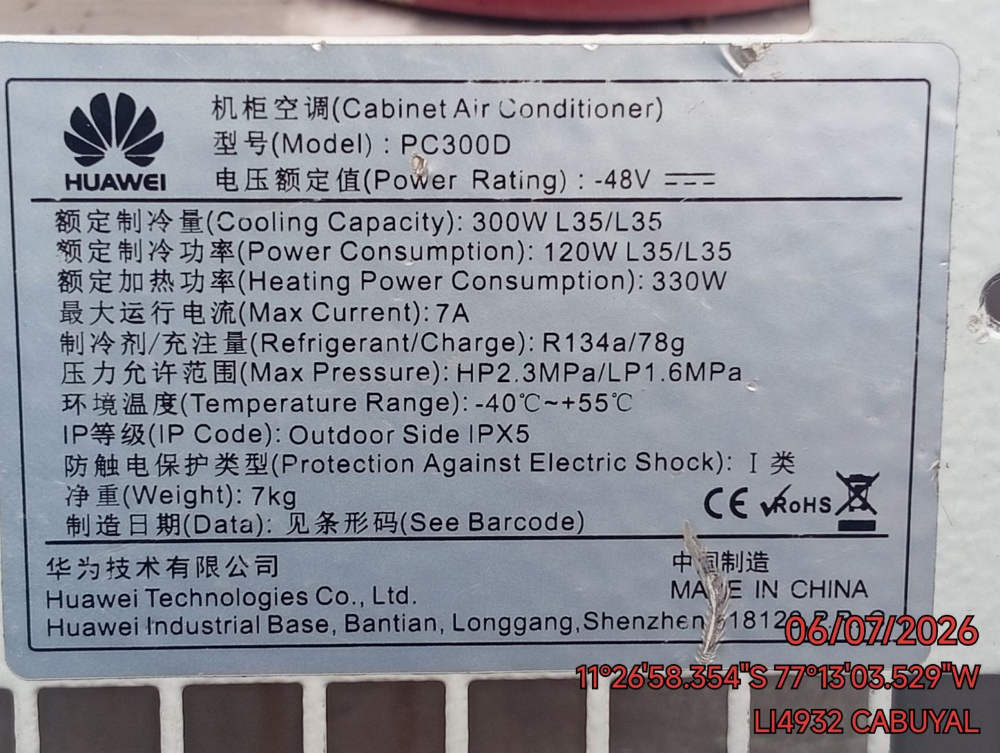 HUAWEI
机柜空调(Cabinet Air Conditioner)
型号(Model) : PC300D
电压额定值(Power Rating) : -48V
额定制冷量(Cooling Capacity): 300W L35/L35
额定制冷功率(Power Consumption): 120W L35/L35
额定加热功率(Heating Power Consumption): 330W
最大运行电流(Max Current): 7A
制冷剂/充注量(Refrigerant/Charge): R134a/78g
压力允许范围(Max Pressure): HP2.3MPa/LP1.6MPa
环境温度(Temperature Range): -40℃~+55℃
IP等级(IP Code): Outdoor Side IPX5
防触电保护类型(Protection Against Electric Shock): I 类
净重(Weight): 7kg
制造日期(Data): 见条形码(See Barcode)
CE RoHS
华为技术有限公司
中国制造
Huawei Technologies Co., Ltd.
MADE IN CHINA
Huawei Industrial Base, Bantian, Longgang, Shenzhen
06/07/2026
11°26'58.354"S 77°13'03.529"W
LI4932 CABUYAL